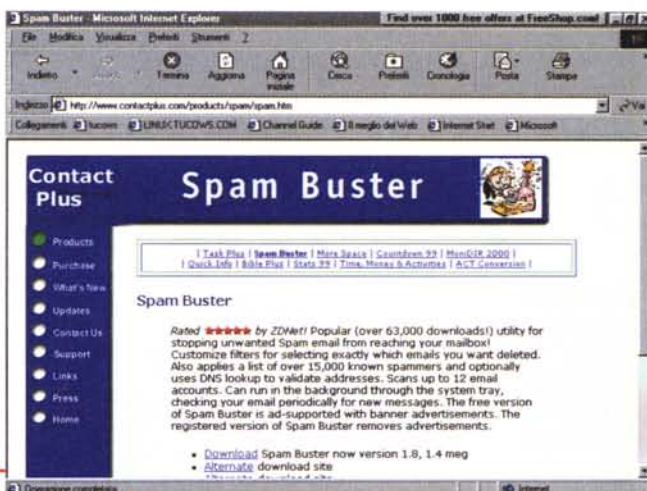 Spam Buster - Microsoft Internet Explorer
Find over 1000 free offers at FreeShop.com!
File Modifica Visualizza Preferiti Strumenti ?
Indietro Termina Aggiorna Pagina iniziale Cerca Preferiti Cronologia Posta Stampa
Indirizzo http://www.contactplus.com/products/spam/spam.htm Vai
Collegamenti tucows LINUX.TUCOWS.COM Channel Guide Il meglio del Web Internet Start Microsoft
Contact Plus
Spam Buster
Products
Purchase
What's New
Updates
Contact Us
Support
Links
Press
Home
| Task Plus | Spam Buster | More Space | Countdown 99 | MoniDIR 2000 |
| Quick Info | Bible Plus | Stats 99 | Time, Money & Activities | ACT Conversion |
Spam Buster
Rated ★★★★★ by ZDNet! Popular (over 63,000 downloads!) utility for
stopping unwanted Spam email from reaching your mailbox!
Customize filters for selecting exactly which emails you want deleted.
Also applies a list of over 15,000 known spammers and optionally
uses DNS lookup to validate addresses. Scans up to 12 email
accounts. Can run in the background through the system tray,
checking your email periodically for new messages. The free version
of Spam Buster is ad-supported with banner advertisements. The
registered version of Spam Buster removes advertisements.
• Download Spam Buster now version 1.8, 1.4 meg
• Alternate download site
Operazione completata
Internet